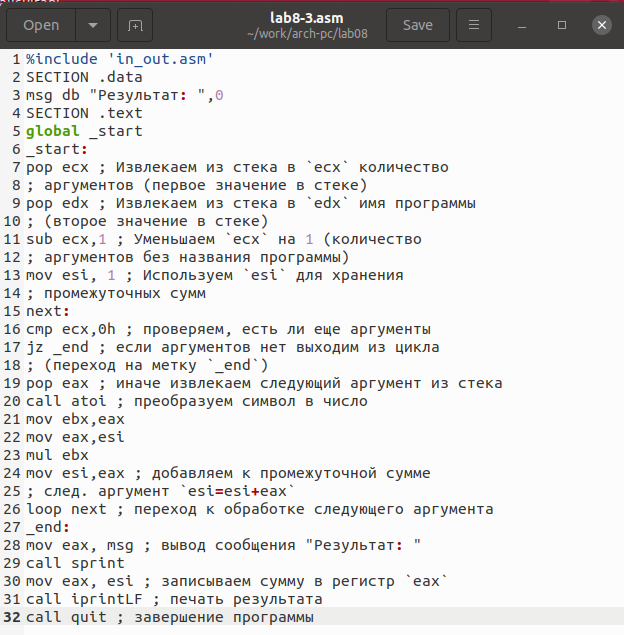 Open
lab8-3.asm
~/work/arch-pc/lab08
Save
1 %include 'in_out.asm'
2 SECTION .data
3 msg db "Результат: ",0
4 SECTION .text
5 global _start
6 _start:
7 pop ecx ; Извлекаем из стека в `ecx` количество
8 ; аргументов (первое значение в стеке)
9 pop edx ; Извлекаем из стека в `edx` имя программы
10 ; (второе значение в стеке)
11 sub ecx,1 ; Уменьшаем `ecx` на 1 (количество
12 ; аргументов без названия программы)
13 mov esi, 1 ; Используем `esi` для хранения
14 ; промежуточных сумм
15 next:
16 cmp ecx,0h ; проверяем, есть ли еще аргументы
17 jz _end ; если аргументов нет выходим из цикла
18 ; (переход на метку `_end`)
19 pop eax ; иначе извлекаем следующий аргумент из стека
20 call atoi ; преобразуем символ в число
21 mov ebx,eax
22 mov eax,esi
23 mul ebx
24 mov esi,eax ; добавляем к промежуточной сумме
25 ; след. аргумент `esi=esi+eax`
26 loop next ; переход к обработке следующего аргумента
27 _end:
28 mov eax, msg ; вывод сообщения "Результат: "
29 call sprint
30 mov eax, esi ; записываем сумму в регистр `eax`
31 call iprintLF ; печать результата
32 call quit ; завершение программы